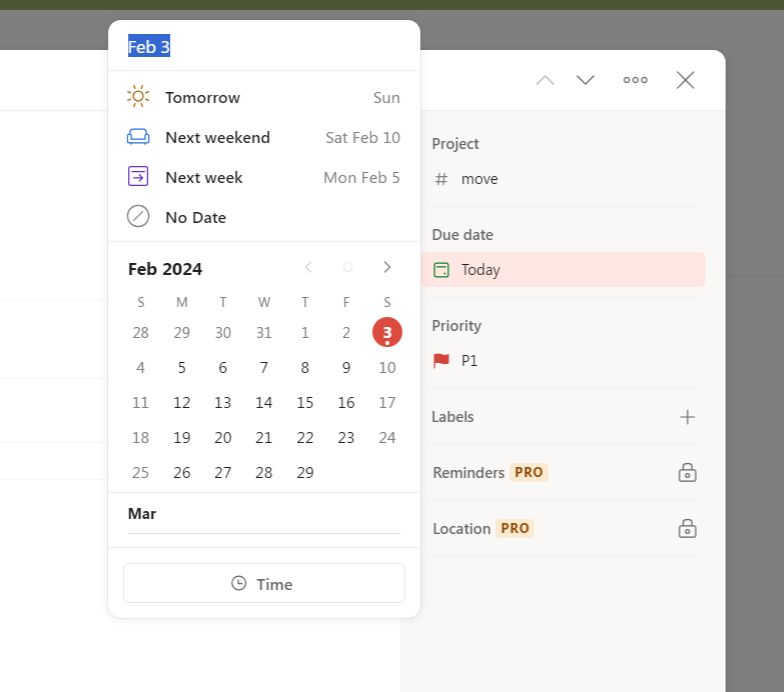 Feb 3
Tomorrow Sun
Next weekend Sat Feb 10
Next week Mon Feb 5
No Date
Feb 2024
S M T W T F S
28 29 30 31 1 2 3
4 5 6 7 8 9 10
11 12 13 14 15 16 17
18 19 20 21 22 23 24
25 26 27 28 29
Mar
Time
Project
# move
Due date
Today
Priority
P1
Labels
Reminders PRO
Location PRO